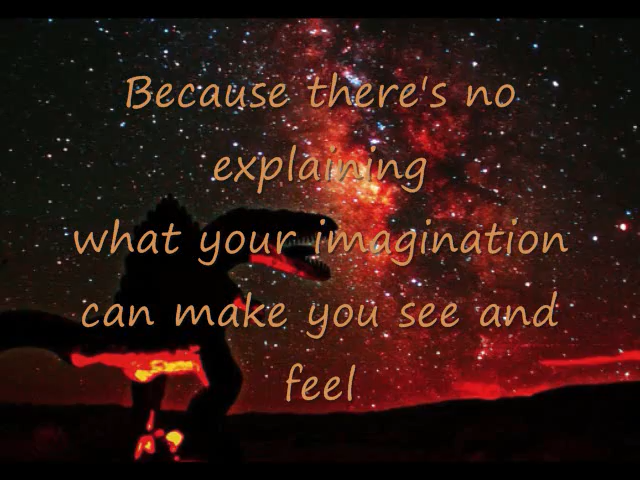 Because there's no
explaining
what your imagination
can make you see and
feel